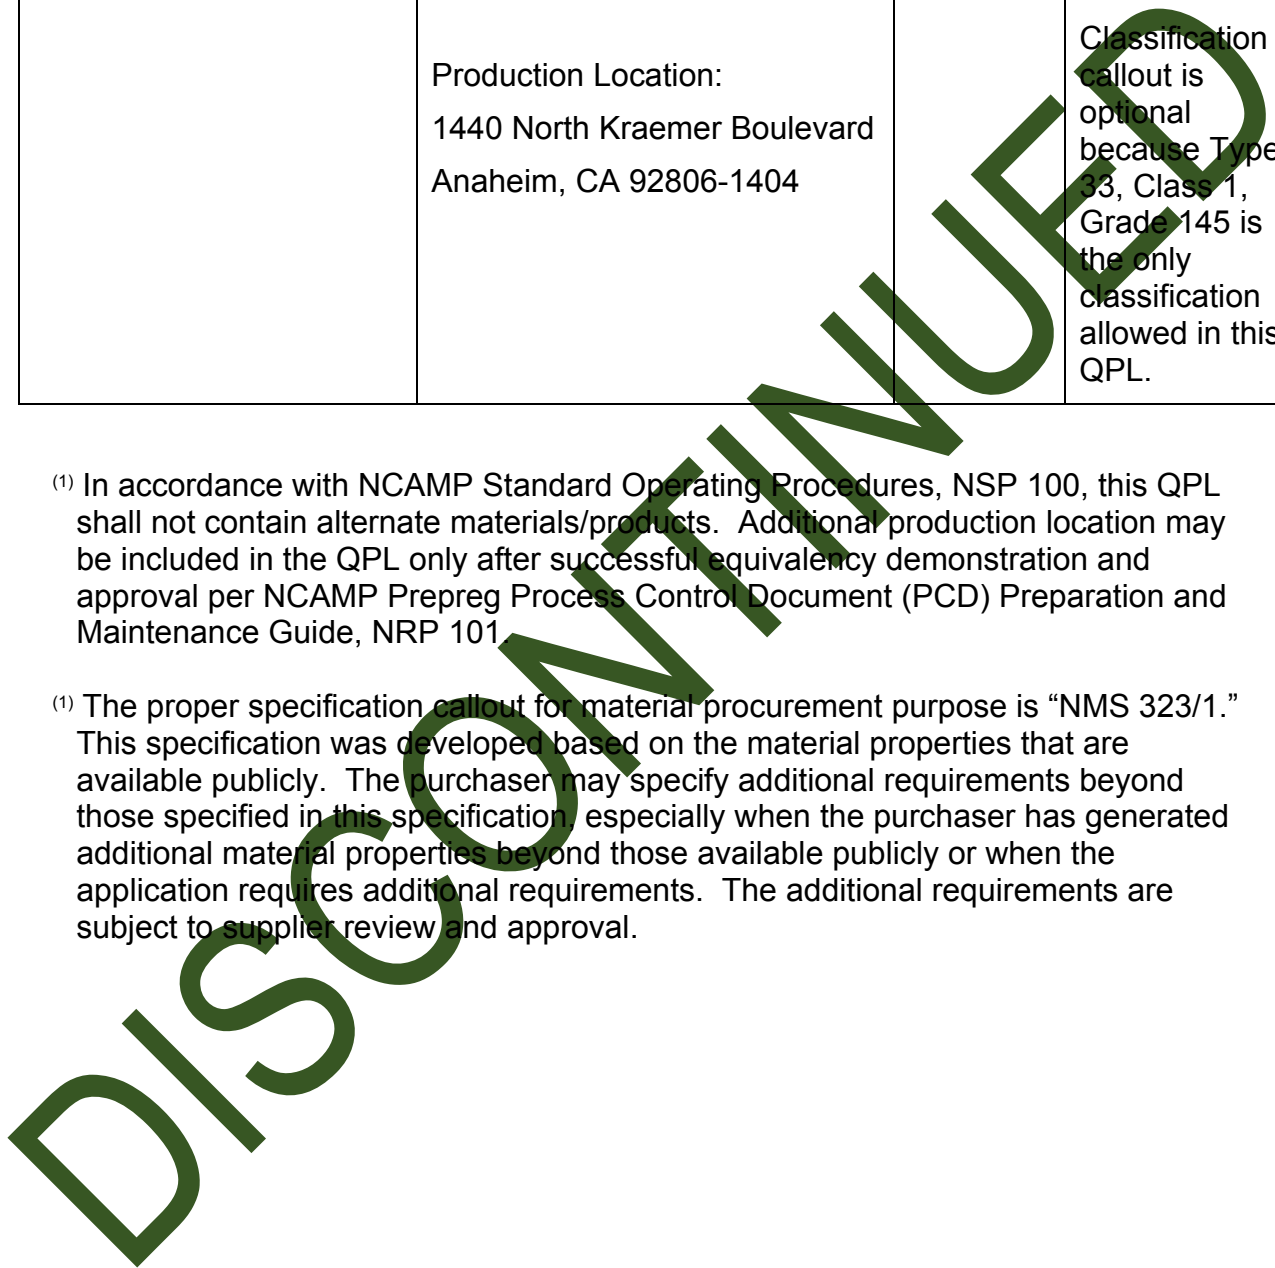 Production Location:
1440 North Kraemer Boulevard
Anaheim, CA 92806-1404
Classification
callout is
optional
because Type
33, Class 1,
Grade 145 is
the only
classification
allowed in this
QPL.
(1) In accordance with NCAMP Standard Operating Procedures, NSP 100, this QPL
shall not contain alternate materials/products.  Additional production location may
be included in the QPL only after successful equivalency demonstration and
approval per NCAMP Prepreg Process Control Document (PCD) Preparation and
Maintenance Guide, NRP 101.
(1) The proper specification callout for material procurement purpose is “NMS 323/1.”
This specification was developed based on the material properties that are
available publicly.  The purchaser may specify additional requirements beyond
those specified in this specification, especially when the purchaser has generated
additional material properties beyond those available publicly or when the
application requires additional requirements.  The additional requirements are
subject to supplier review and approval.
DISCONTINUED